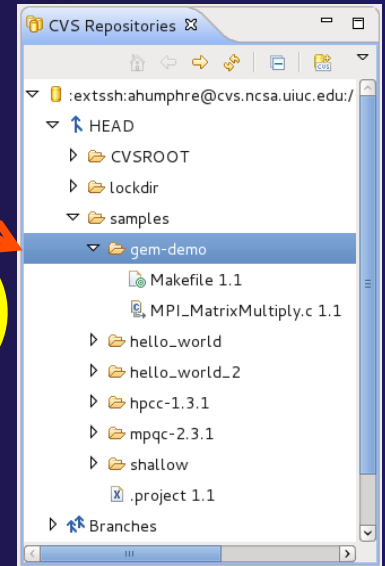 CVS Repositories
:extssh:ahumphre@cvs.ncsa.uiuc.edu:/
HEAD
CVSROOT
lockdir
samples
gem-demo
Makefile 1.1
MPI_MatrixMultiply.c 1.1
hello_world
hello_world_2
hpcc-1.3.1
mpqc-2.3.1
shallow
.project 1.1
Branches